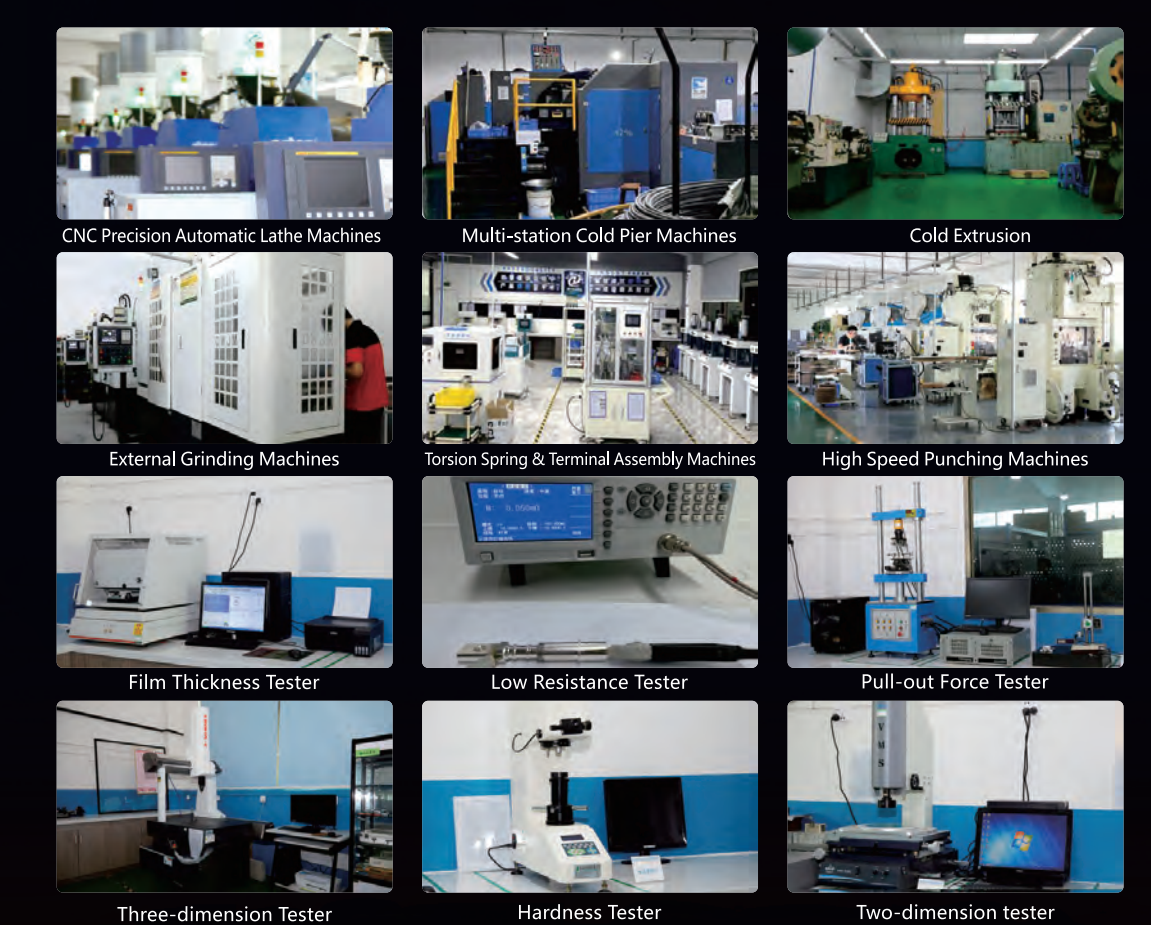 CNC Precision Automatic Lathe Machines
Multi-station Cold Pier Machines
Cold Extrusion
External Grinding Machines
Torsion Spring & Terminal Assembly Machines
High Speed Punching Machines
Film Thickness Tester
Low Resistance Tester
Pull-out Force Tester
VMS
Three-dimension Tester
Hardness Tester
Two-dimension tester